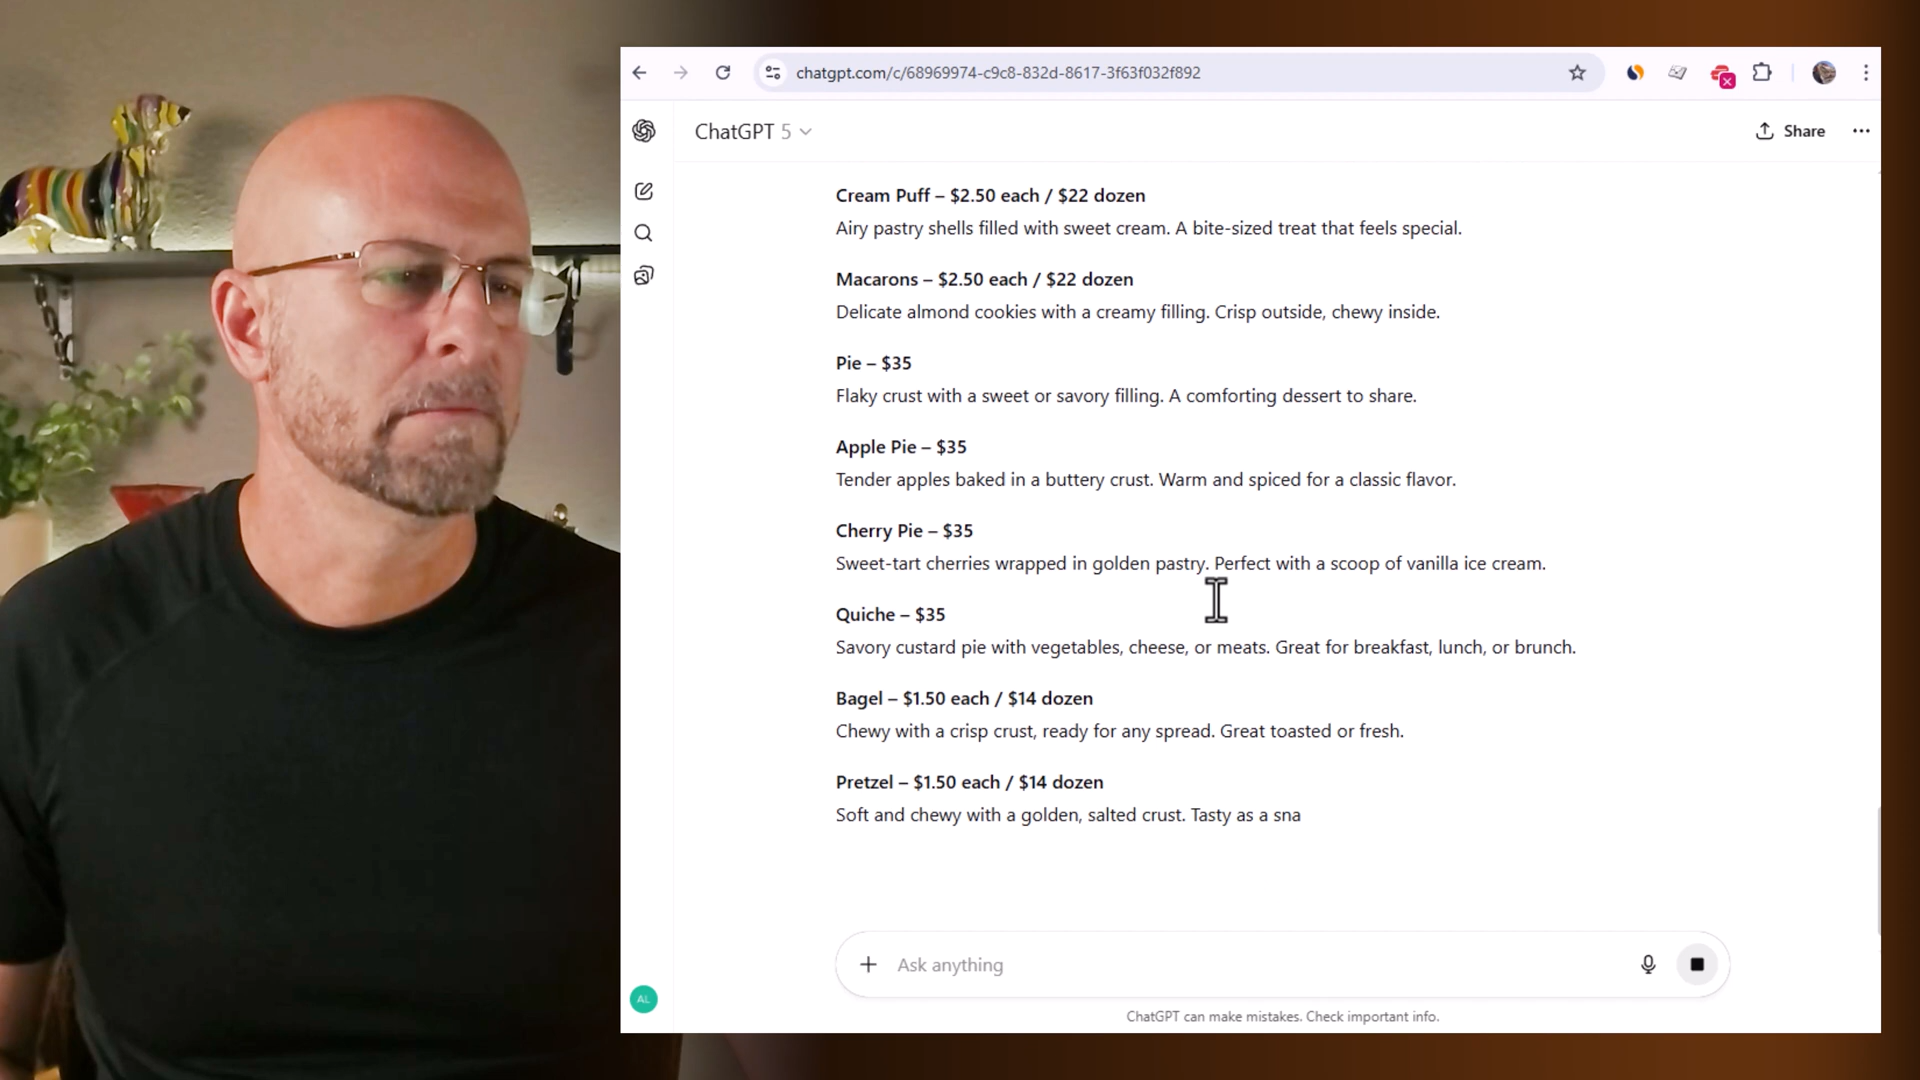 chatgpt.com/c/68969974-c9c8-832d-8617-3f63f032f892
ChatGPT 5
Share
Cream Puff – $2.50 each / $22 dozen
Airy pastry shells filled with sweet cream. A bite-sized treat that feels special.
Macarons – $2.50 each / $22 dozen
Delicate almond cookies with a creamy filling. Crisp outside, chewy inside.
Pie – $35
Flaky crust with a sweet or savory filling. A comforting dessert to share.
Apple Pie – $35
Tender apples baked in a buttery crust. Warm and spiced for a classic flavor.
Cherry Pie – $35
Sweet-tart cherries wrapped in golden pastry. Perfect with a scoop of vanilla ice cream.
Quiche – $35
Savory custard pie with vegetables, cheese, or meats. Great for breakfast, lunch, or brunch.
Bagel – $1.50 each / $14 dozen
Chewy with a crisp crust, ready for any spread. Great toasted or fresh.
Pretzel – $1.50 each / $14 dozen
Soft and chewy with a golden, salted crust. Tasty as a sna
Ask anything
AL
ChatGPT can make mistakes. Check important info.